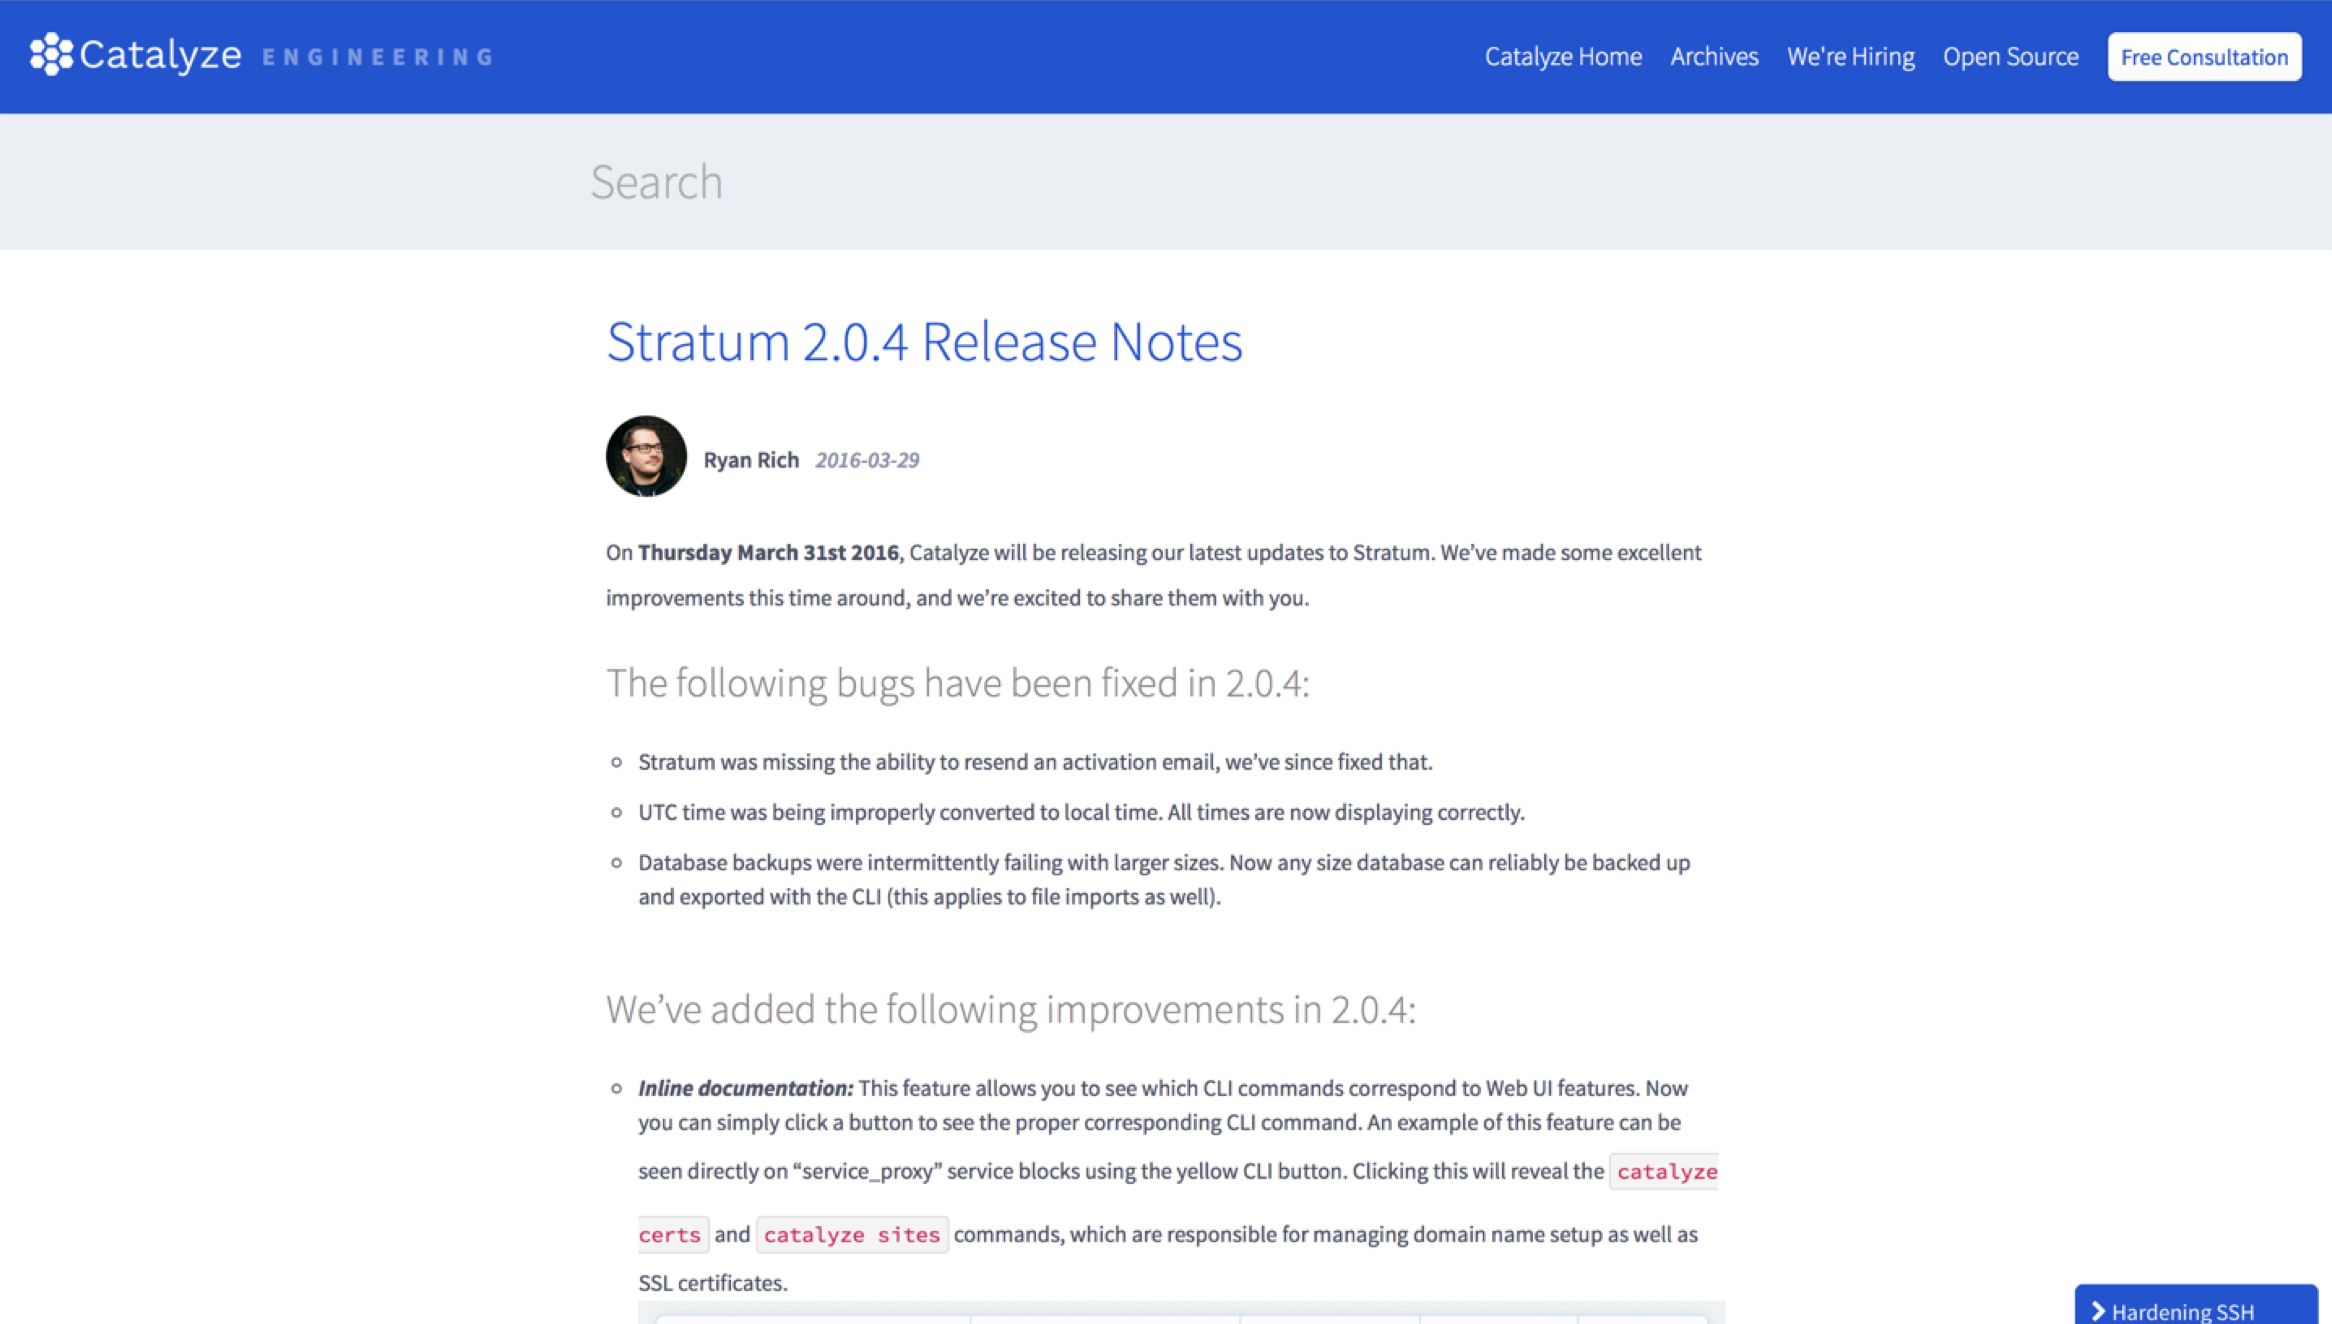 Catalyze ENGINEERING
Catalyze Home Archives We're Hiring Open Source Free Consultation
Search
Stratum 2.0.4 Release Notes
Ryan Rich 2016-03-29
On Thursday March 31st 2016, Catalyze will be releasing our latest updates to Stratum. We’ve made some excellent
improvements this time around, and we’re excited to share them with you.
The following bugs have been fixed in 2.0.4:
Stratum was missing the ability to resend an activation email, we’ve since fixed that.
UTC time was being improperly converted to local time. All times are now displaying correctly.
Database backups were intermittently failing with larger sizes. Now any size database can reliably be backed up
and exported with the CLI (this applies to file imports as well).
We’ve added the following improvements in 2.0.4:
Inline documentation: This feature allows you to see which CLI commands correspond to Web UI features. Now
you can simply click a button to see the proper corresponding CLI command. An example of this feature can be
seen directly on “service_proxy” service blocks using the yellow CLI button. Clicking this will reveal the catalyze
certs and catalyze sites commands, which are responsible for managing domain name setup as well as
SSL certificates.
Hardening SSH